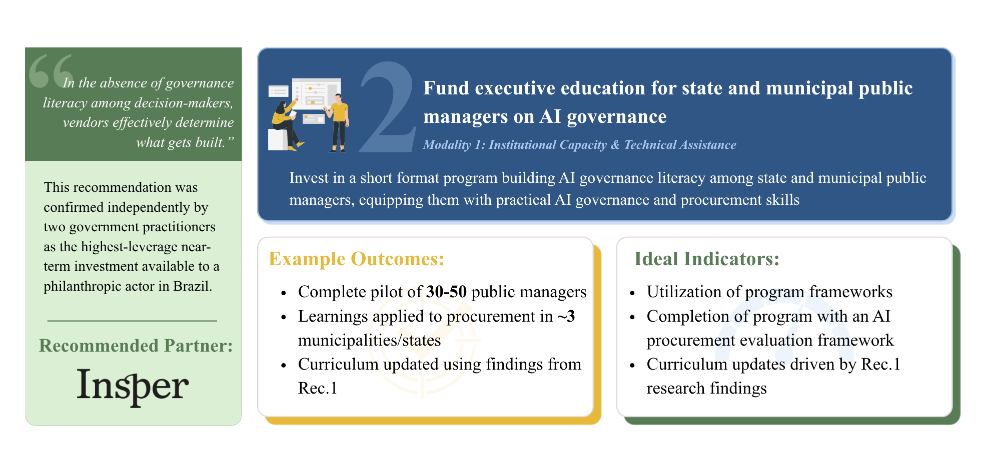 “
In the absence of governance
literacy among decision-makers,
vendors effectively determine
what gets built.”
This recommendation was
confirmed independently by
two government practitioners
as the highest-leverage near-
term investment available to a
philanthropic actor in Brazil.
Recommended Partner:
Insper
2
Fund executive education for state and municipal public
managers on AI governance
Modality 1: Institutional Capacity & Technical Assistance
Invest in a short format program building AI governance literacy among state and municipal public
managers, equipping them with practical AI governance and procurement skills
Example Outcomes:
• Complete pilot of 30-50 public managers
• Learnings applied to procurement in ~3
municipalities/states
• Curriculum updated using findings from
Rec.1
Ideal Indicators:
• Utilization of program frameworks
• Completion of program with an AI
procurement evaluation framework
• Curriculum updates driven by Rec.1
research findings